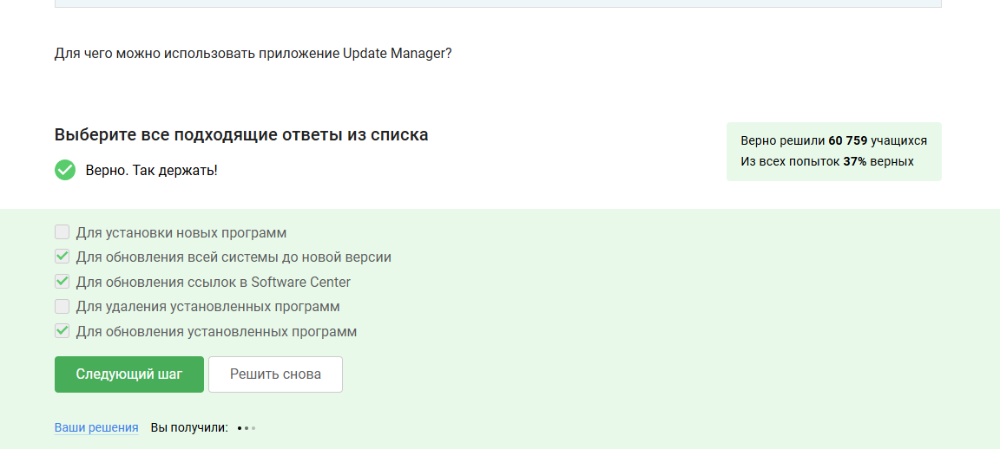 Для чего можно использовать приложение Update Manager?
Выберите все подходящие ответы из списка
Верно. Так держать!
Верно решили 60 759 учащихся
Из всех попыток 37% верных
Для установки новых программ
Для обновления всей системы до новой версии
Для обновления ссылок в Software Center
Для удаления установленных программ
Для обновления установленных программ
Следующий шаг
Решить снова
Ваши решения Вы получили: